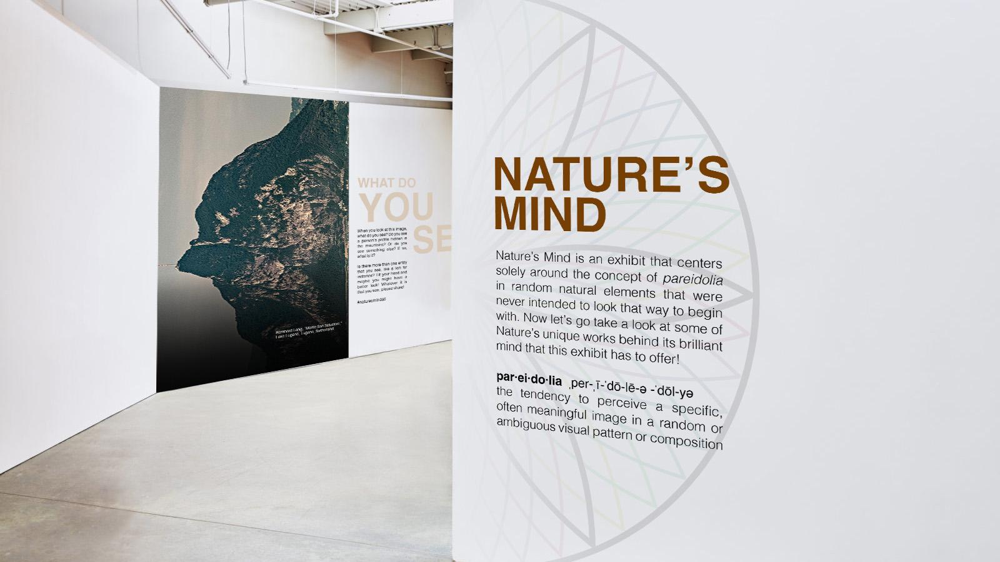 WHAT DO
YOU
SE
When you look at this image,
what do you see? Do you see
a person's profile hidden in
the mountains? Or do you
see something else? If so,
what is it?
Is there more than one entity
that you see, like a lion for
instance? Tilt your head and
maybe you might have a
better look! Whatever it is
that you see, please share!
Lang, "Monte San Salvatore,"
Lake Lugano, Lugano,
NATURE’S
MIND
Nature’s Mind is an exhibit that centers
solely around the concept of pareidolia
in random natural elements that were
never intended to look that way to begin
with. Now let’s go take a look at some of
Nature’s unique works behind its brilliant
mind that this exhibit has to offer!
par·ei·do·lia ˌper-ˌī-ˈdō-lē-ə -ˈdōl-yə
the tendency to perceive a specific,
often meaningful image in a random or
ambiguous visual pattern or composition